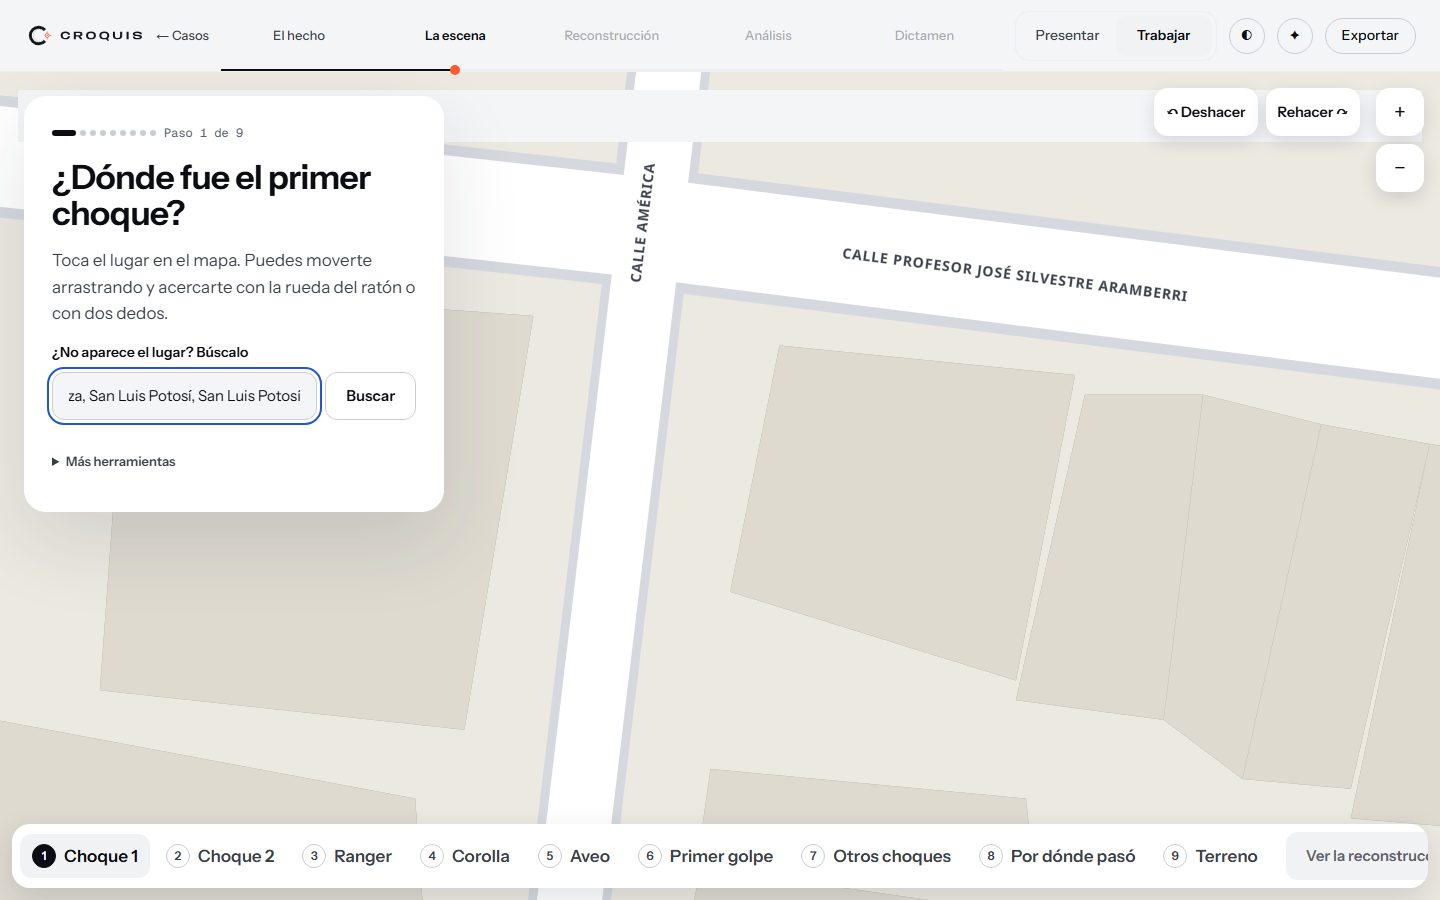 CROQUIS
← Casos
El hecho
La escena
Reconstrucción
Análisis
Dictamen
Presentar
Trabajar
Exportar
Paso 1 de 9
¿Dónde fue el primer
choque?
Toca el lugar en el mapa. Puedes moverte
arrastrando y acercarte con la rueda del ratón o
con dos dedos.
¿No aparece el lugar? Búscalo
za, San Luis Potosí, San Luis Potosí
Buscar
▶ Más herramientas
↶ Deshacer
Rehacer ↷
+
−
CALLE AMÉRICA
CALLE PROFESOR JOSÉ SILVESTRE ARAMBERRI
1 Choque 1
2 Choque 2
3 Ranger
4 Corolla
5 Aveo
6 Primer golpe
7 Otros choques
8 Por dónde pasó
9 Terreno
Ver la reconstruc